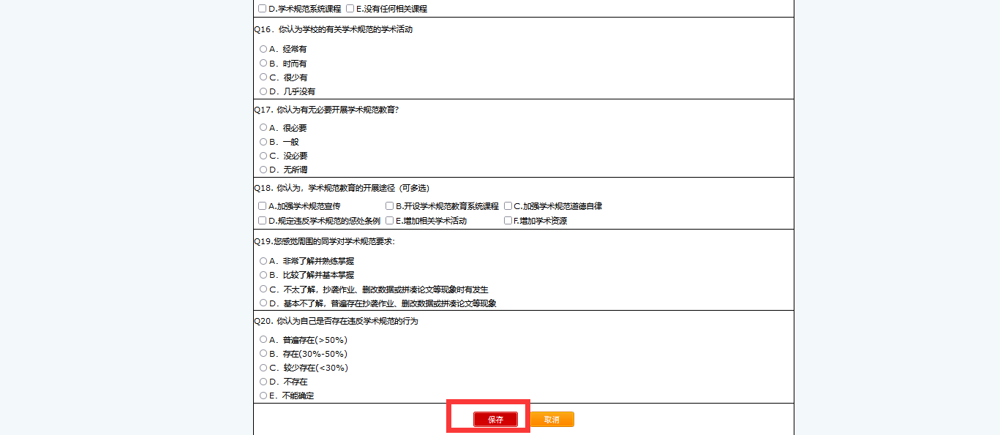 D.学术规范系统课程 E.没有任何相关课程
Q16. 你认为学校的有关学术规范的学术活动
A. 经常有
B. 时而有
C. 很少有
D. 几乎没有
Q17. 你认为有无必要开展学术规范教育?
A. 很必要
B. 一般
C. 没必要
D. 无所谓
Q18. 你认为, 学术规范教育的开展途径 (可多选)
A.加强学术规范宣传 B.开设学术规范教育系统课程 C.加强学术规范道德自律
D.规定违反学术规范的惩处条例 E.增加相关学术活动 F.增加学术资源
Q19.您感觉周围的同学对学术规范要求:
A. 非常了解并熟练掌握
B. 比较了解并基本掌握
C. 不太了解, 抄袭作业、删改数据或拼凑论文等现象时有发生
D. 基本不了解, 普遍存在抄袭作业、删改数据或拼凑论文等现象
Q20. 你认为自己是否存在违反学术规范的行为
A. 普遍存在(>50%)
B. 存在(30%-50%)
C. 较少存在(<30%)
D. 不存在
E. 不能确定
保存 取消